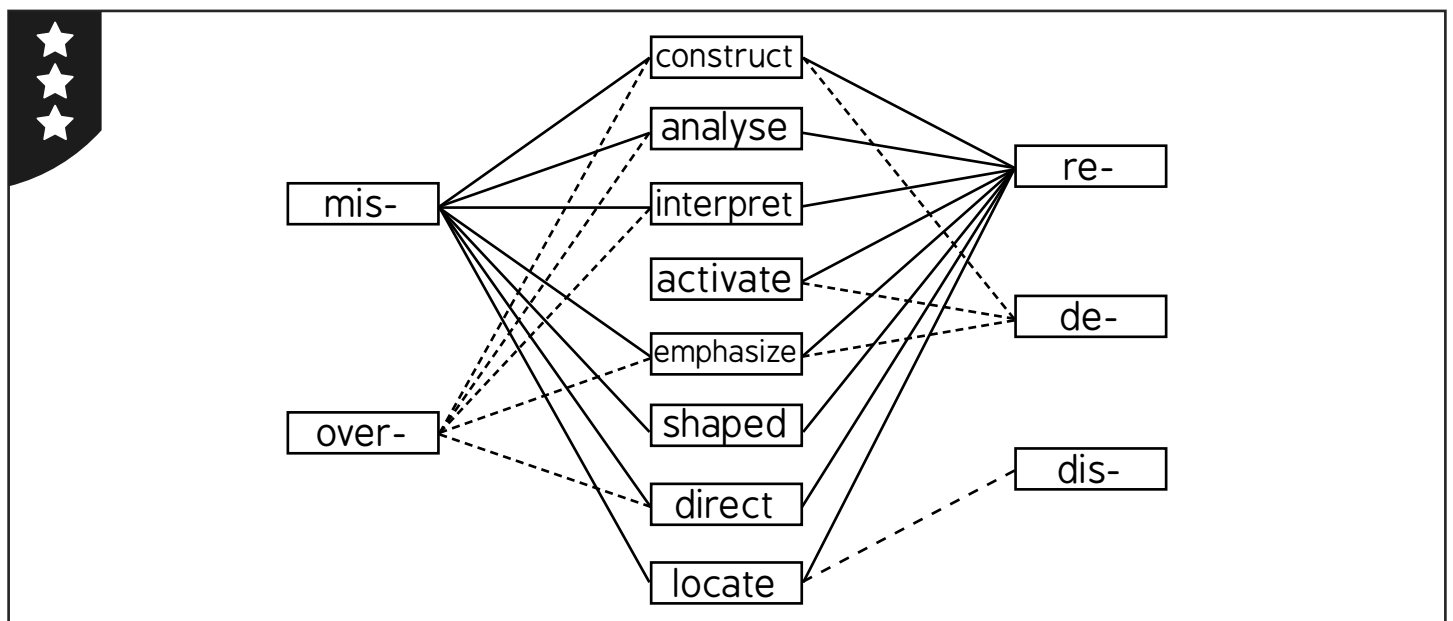 construct
analyse
re-
mis-
interpret
activate
de-
emphasize
over-
shaped
dis-
direct
locate